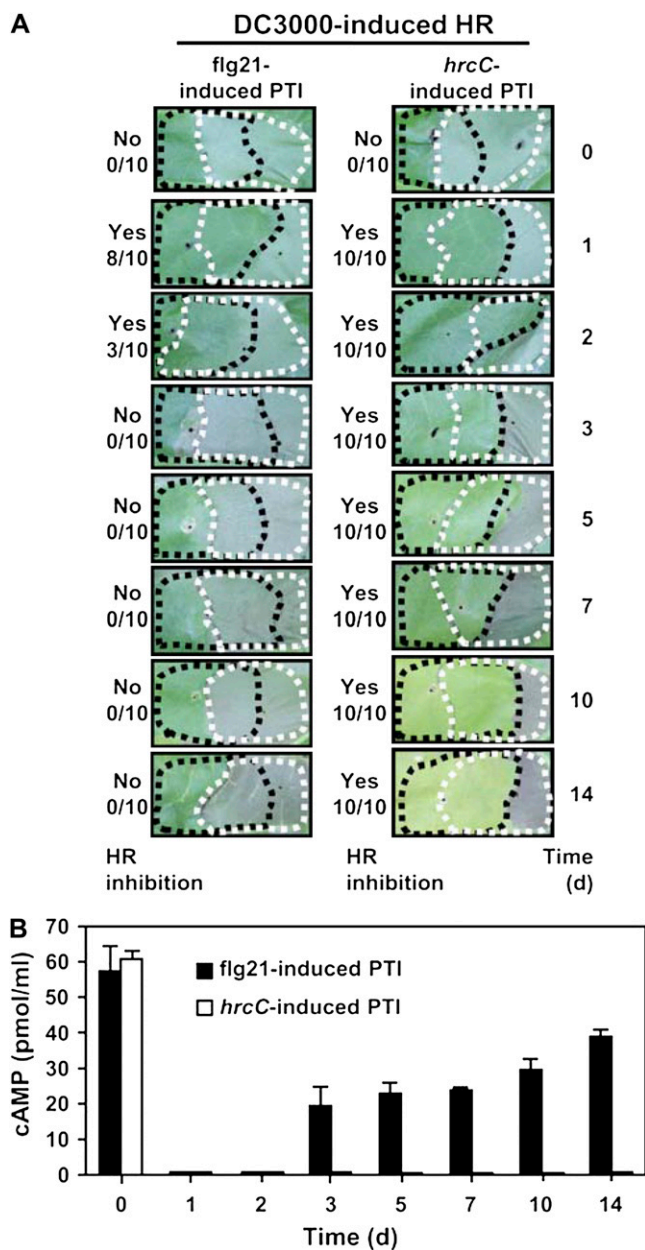 A
DC3000-induced HR
flg21-
induced PTI
hrcC-
induced PTI
No
0/10
No
0/10
0
Yes
8/10
Yes
10/10
1
Yes
3/10
Yes
10/10
2
No
0/10
Yes
10/10
3
No
0/10
Yes
10/10
5
No
0/10
Yes
10/10
7
No
0/10
Yes
10/10
10
No
0/10
Yes
10/10
14
HR
inhibition
HR
inhibition
Time
(d)
B
cAMP (pmol/ml)
70
60
50
40
30
20
10
0
flg21-induced PTI
hrcC-induced PTI
0 1 2 3 5 7 10 14
Time (d)